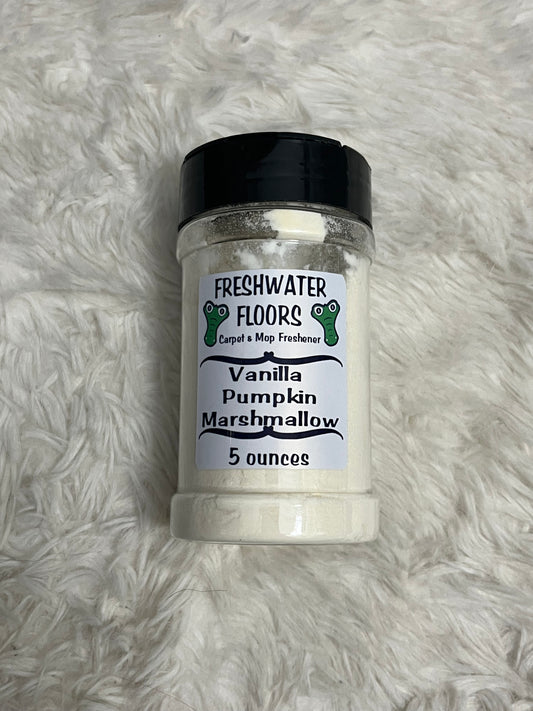 FRESHWATER
FLOORS
Carpet & Mop Freshener
Vanilla
Pumpkin
Marshmallow
5 ounces